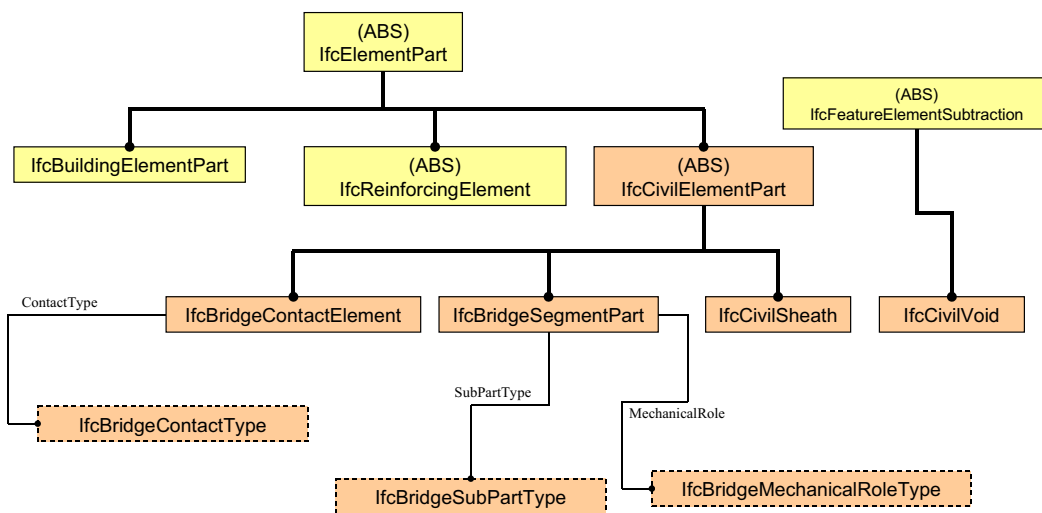 (ABS)
IfcElementPart
(ABS)
IfcFeatureElementSubtraction
IfcBuildingElementPart
(ABS)
IfcReinforcingElement
(ABS)
IfcCivilElementPart
ContactType
IfcBridgeContactElement
IfcBridgeSegmentPart
IfcCivilSheath
IfcCivilVoid
SubPartType
MechanicalRole
IfcBridgeContactType
IfcBridgeSubPartType
IfcBridgeMechanicalRoleType